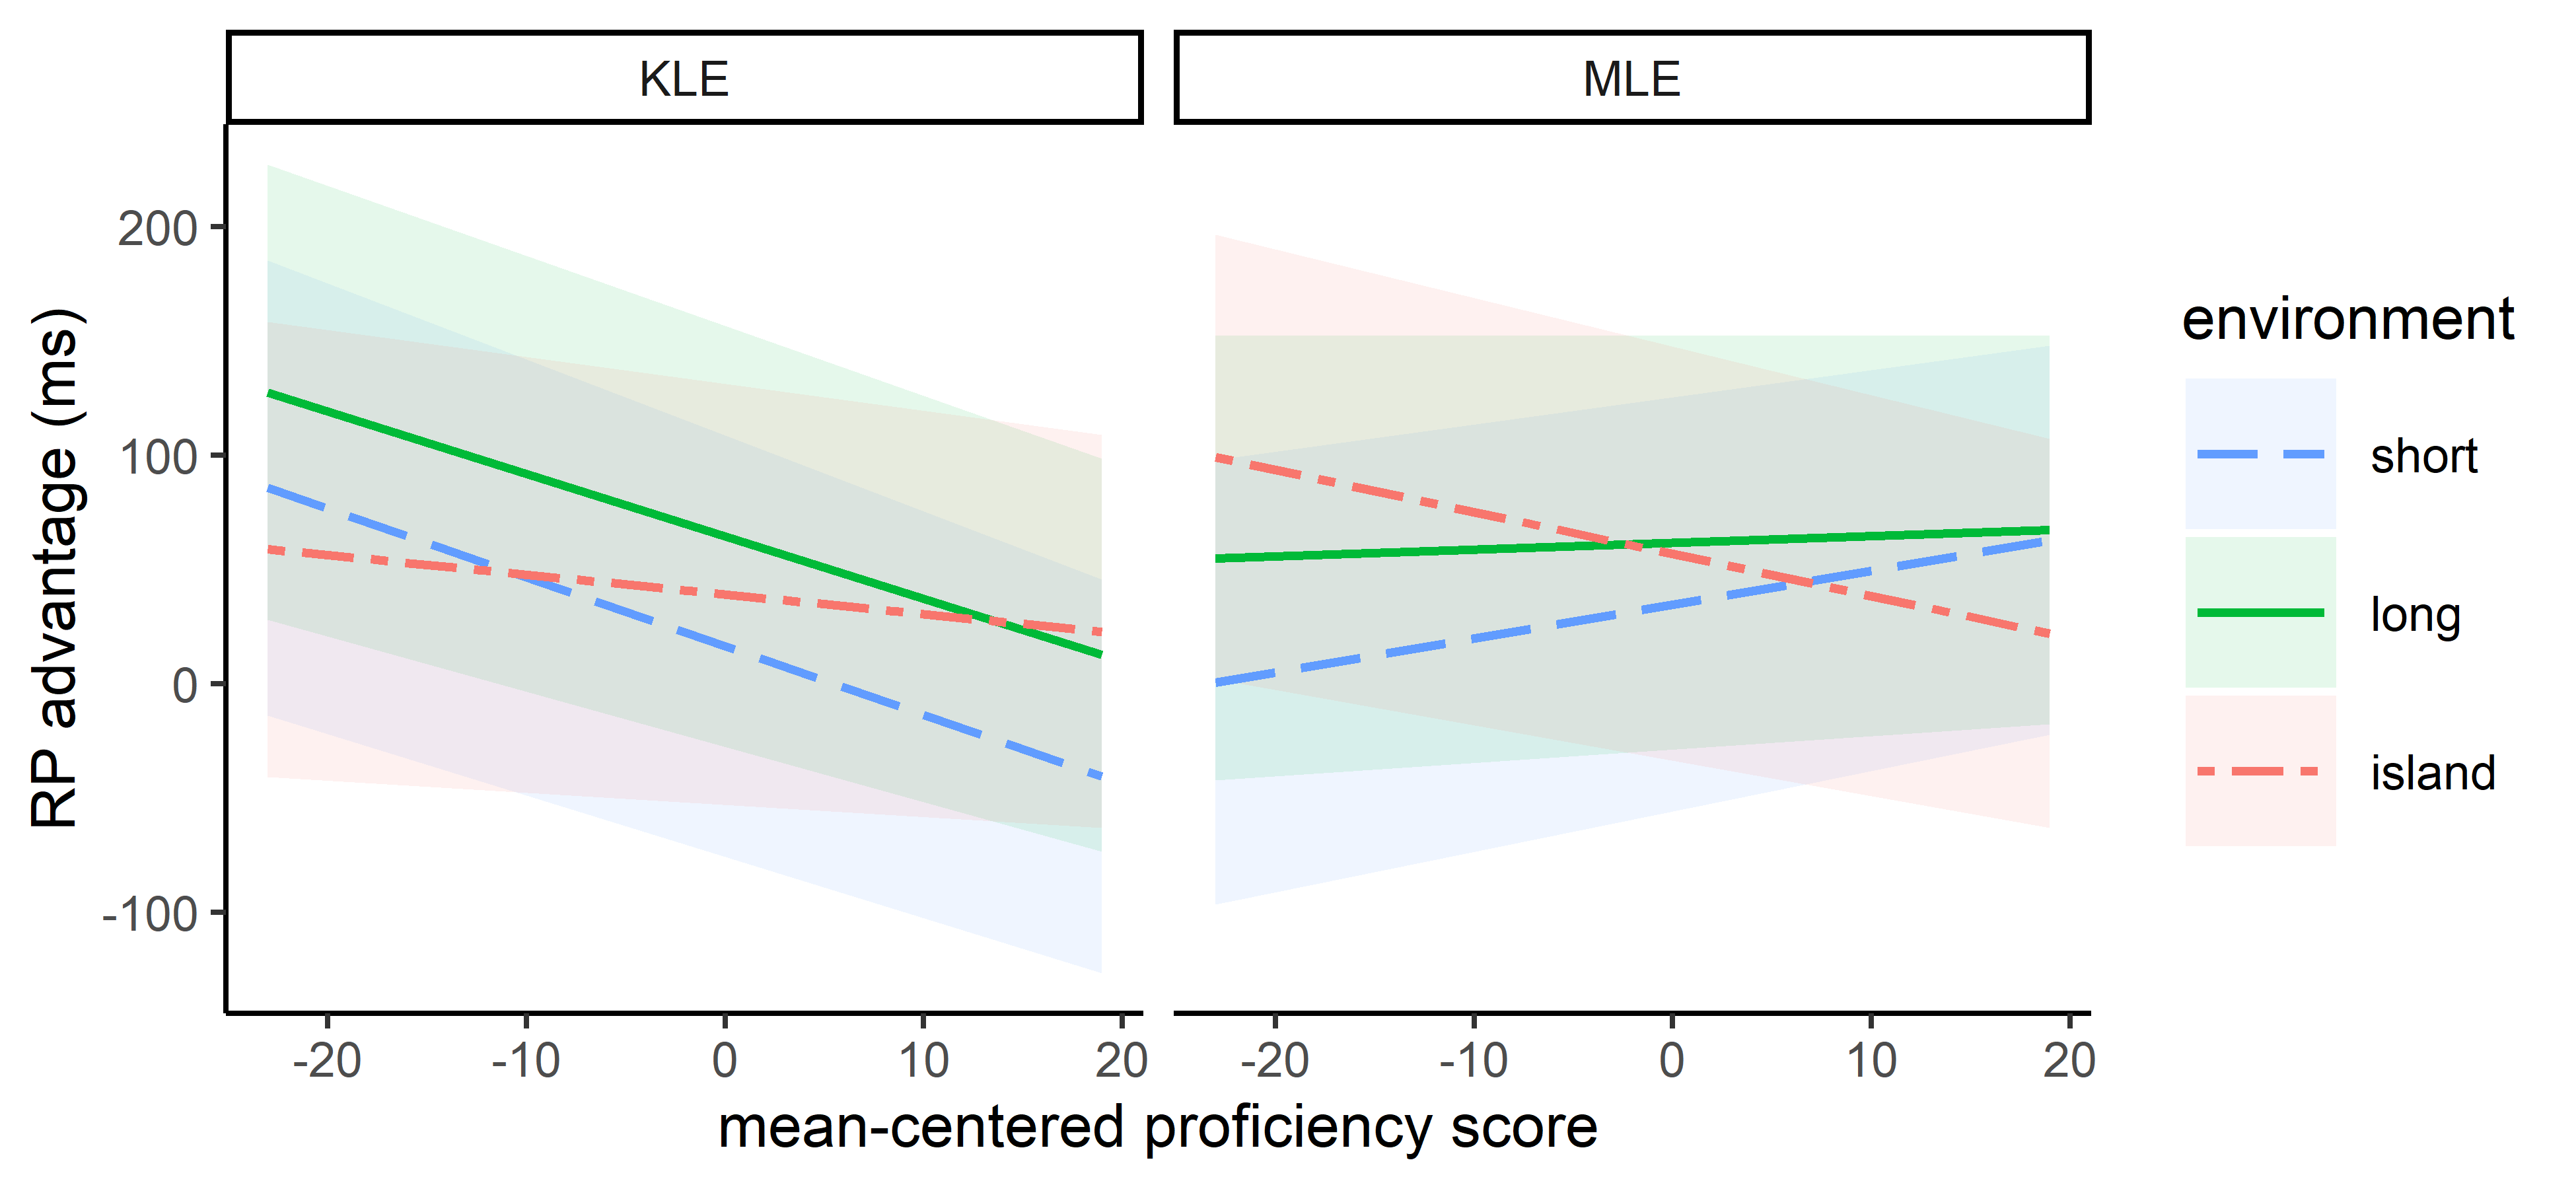 KLE
MLE
RP advantage (ms)
200
100
0
-100
-20 -10 0 10 20
-20 -10 0 10 20
mean-centered proficiency score
environment
short
long
island